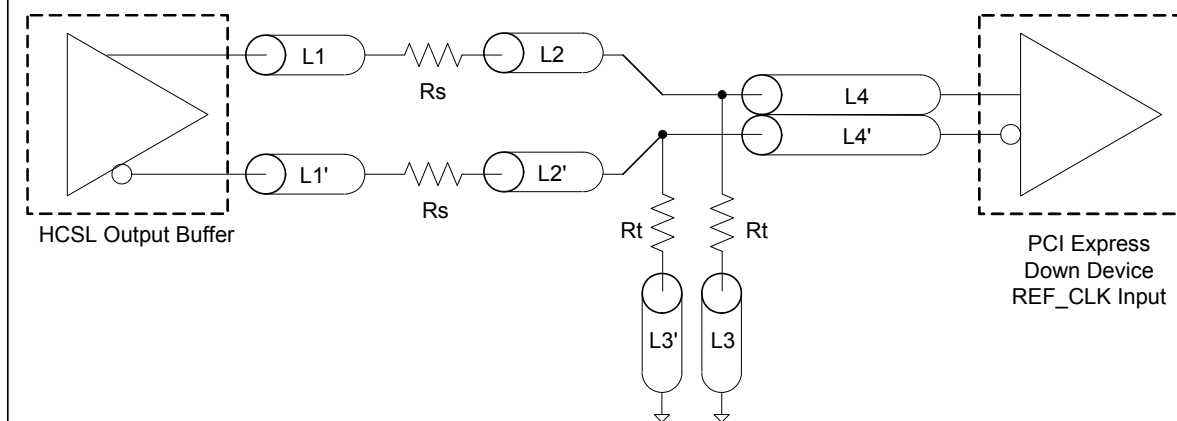 L1
Rs
L2
L4
L4'
L1'
Rs
L2'
HCSL Output Buffer
Rt
Rt
L3'
L3
PCI Express
Down Device
REF_CLK Input